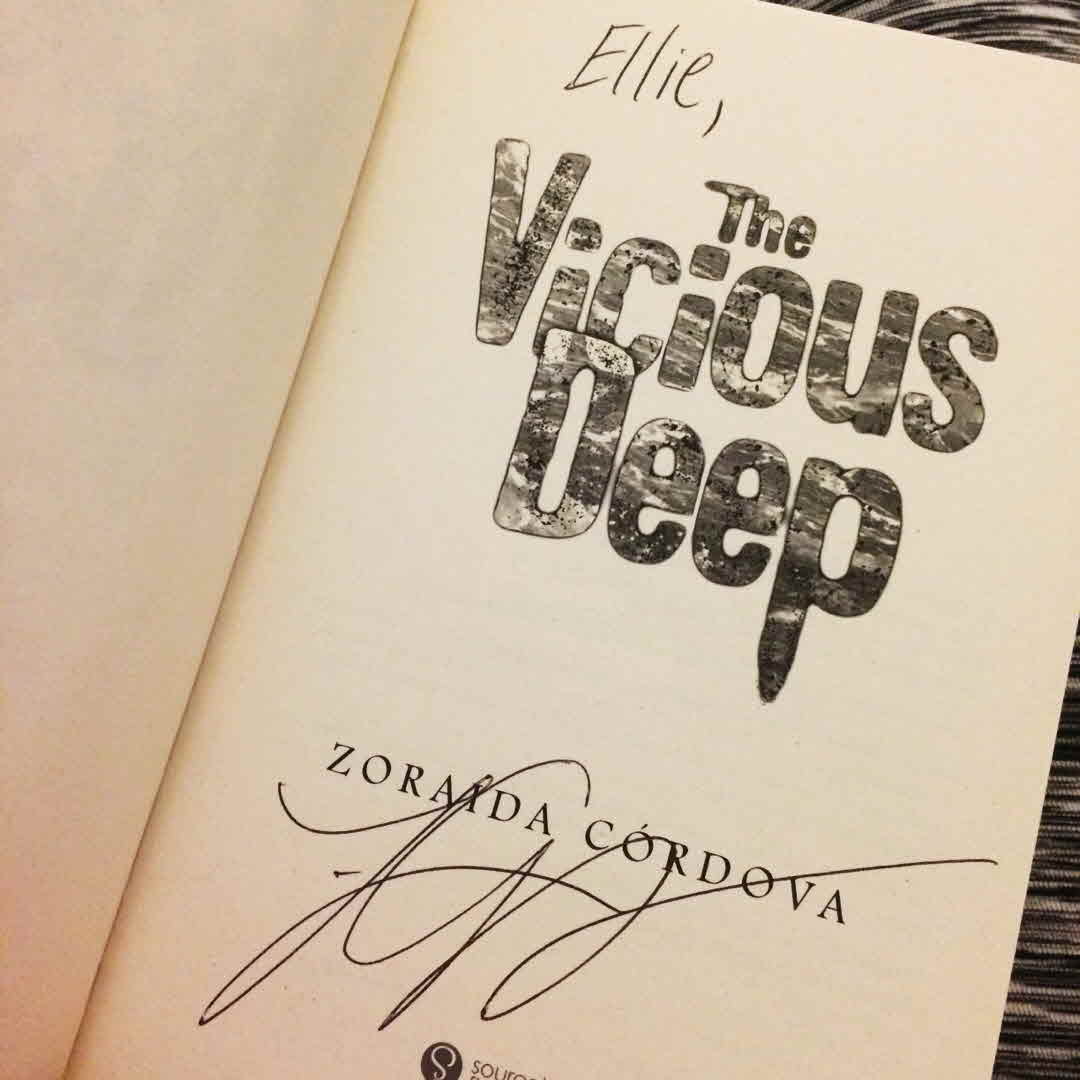 Ellie,
The
Vicious
Deep
ZORAIDA CÓRDOVA